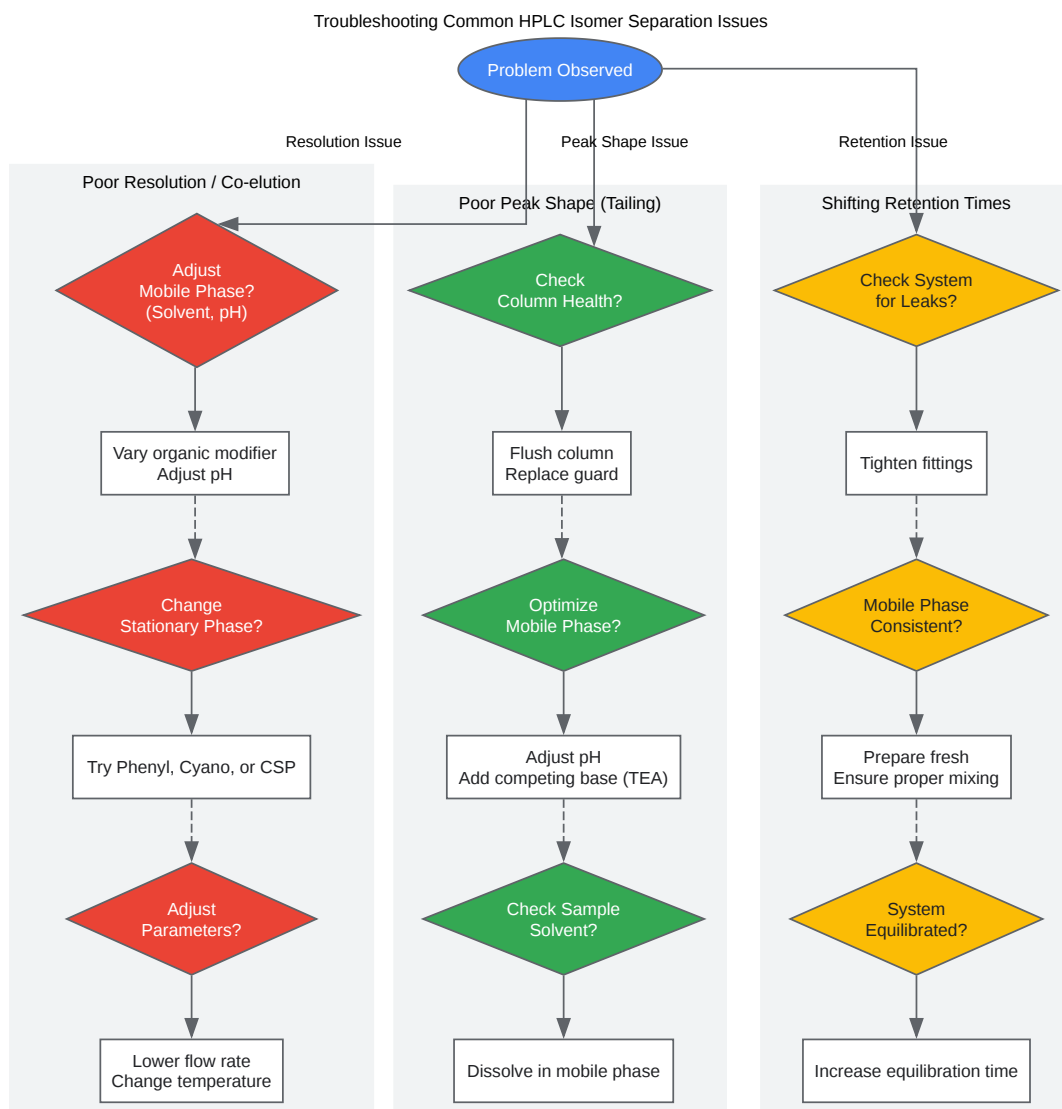 Troubleshooting Common HPLC Isomer Separation Issues
Problem Observed
Resolution Issue
Peak Shape Issue
Retention Issue
Poor Resolution / Co-elution
Adjust
Mobile Phase?
(Solvent, pH)
Vary organic modifier
Adjust pH
Change
Stationary Phase?
Try Phenyl, Cyano, or CSP
Adjust
Parameters?
Lower flow rate
Change temperature
Poor Peak Shape (Tailing)
Check
Column Health?
Flush column
Replace guard
Optimize
Mobile Phase?
Adjust pH
Add competing base (TEA)
Check Sample
Solvent?
Dissolve in mobile phase
Shifting Retention Times
Check System
for Leaks?
Tighten fittings
Mobile Phase
Consistent?
Prepare fresh
Ensure proper mixing
System
Equilibrated?
Increase equilibration time